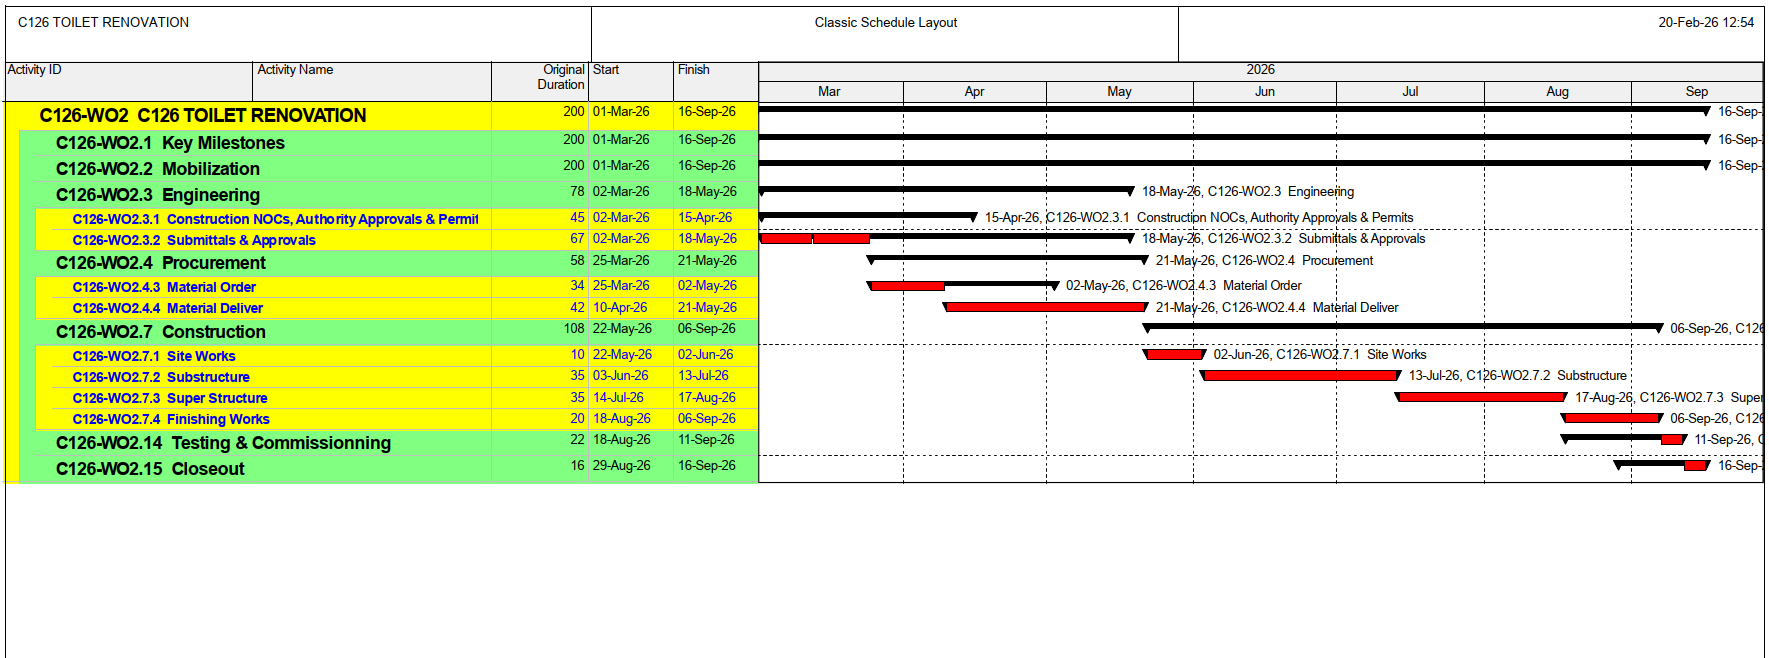 C126 TOILET RENOVATION
Classic Schedule Layout
20-Feb-26 12:54
Activity ID Activity Name Original Duration Start Finish 2026
Mar Apr May Jun Jul Aug Sep
C126-WO2 C126 TOILET RENOVATION 200 01-Mar-26 16-Sep-26 16-Sep-
C126-WO2.1 Key Milestones 200 01-Mar-26 16-Sep-26 16-Sep-
C126-WO2.2 Mobilization 200 01-Mar-26 16-Sep-26 16-Sep-
C126-WO2.3 Engineering 78 02-Mar-26 18-May-26 18-May-26, C126-WO2.3 Engineering
C126-WO2.3.1 Construction NOCs, Authority Approvals & Permit 45 02-Mar-26 15-Apr-26 15-Apr-26, C126-WO2.3.1 Construction NOCs, Authority Approvals & Permits
C126-WO2.3.2 Submittals & Approvals 67 02-Mar-26 18-May-26 18-May-26, C126-WO2.3.2 Submittals & Approvals
C126-WO2.4 Procurement 58 25-Mar-26 21-May-26 21-May-26, C126-WO2.4 Procurement
C126-WO2.4.3 Material Order 34 25-Mar-26 02-May-26 02-May-26, C126-WO2.4.3 Material Order
C126-WO2.4.4 Material Deliver 42 10-Apr-26 21-May-26 21-May-26, C126-WO2.4.4 Material Deliver
C126-WO2.7 Construction 108 22-May-26 06-Sep-26 06-Sep-26, C126
C126-WO2.7.1 Site Works 10 22-May-26 02-Jun-26 02-Jun-26, C126-WO2.7.1 Site Works
C126-WO2.7.2 Substructure 35 03-Jun-26 13-Jul-26 13-Jul-26, C126-WO2.7.2 Substructure
C126-WO2.7.3 Super Structure 35 14-Jul-26 17-Aug-26 17-Aug-26, C126-WO2.7.3 Super
C126-WO2.7.4 Finishing Works 20 18-Aug-26 06-Sep-26 06-Sep-26, C126
C126-WO2.14 Testing & Commissionning 22 18-Aug-26 11-Sep-26 11-Sep-26, C
C126-WO2.15 Closeout 16 29-Aug-26 16-Sep-26 16-Sep-